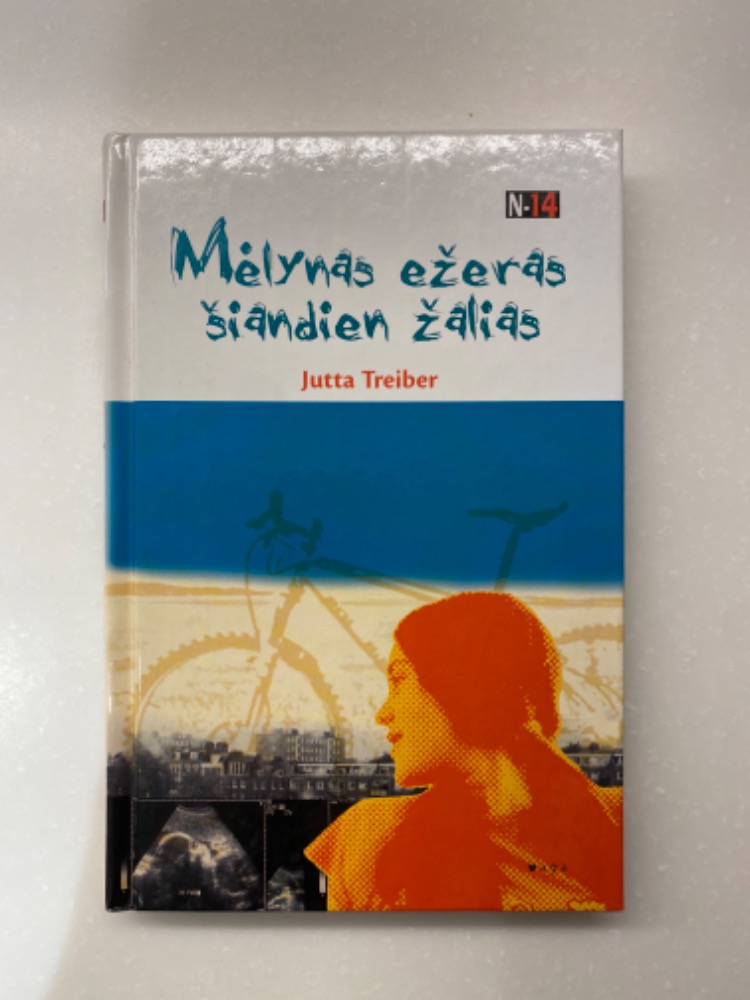 N-14
Mėlynas ežeras
šiandien žalias
Jutta Treiber